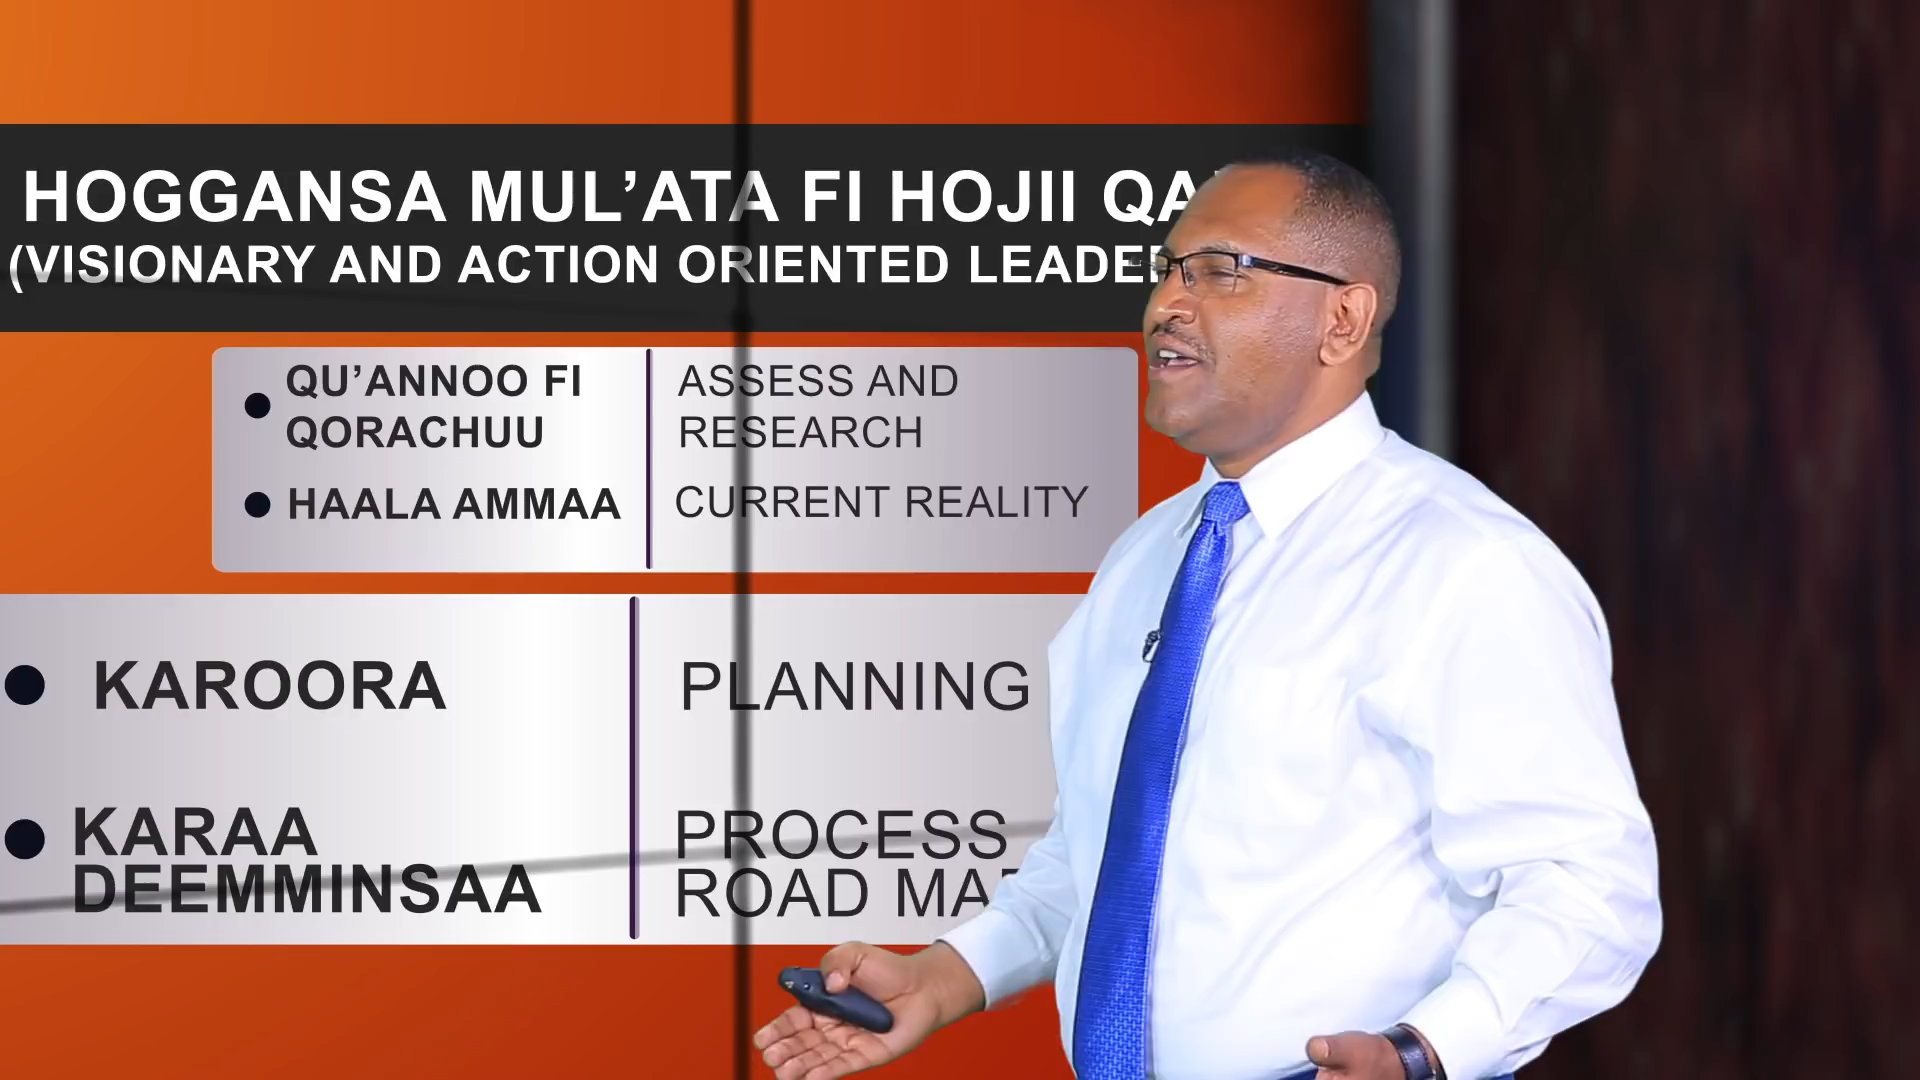 HOGGANSA MUL’ATA FI HOJII
(VISIONARY AND ACTION ORIENTED
QU’ANNOO FI
QORACHUU
ASSESS AND
RESEARCH
HAALA AMMAA
CURRENT REALITY
KAROORA
PLANNING
KARAA
DEEMMINSAA
PROCESS
ROAD